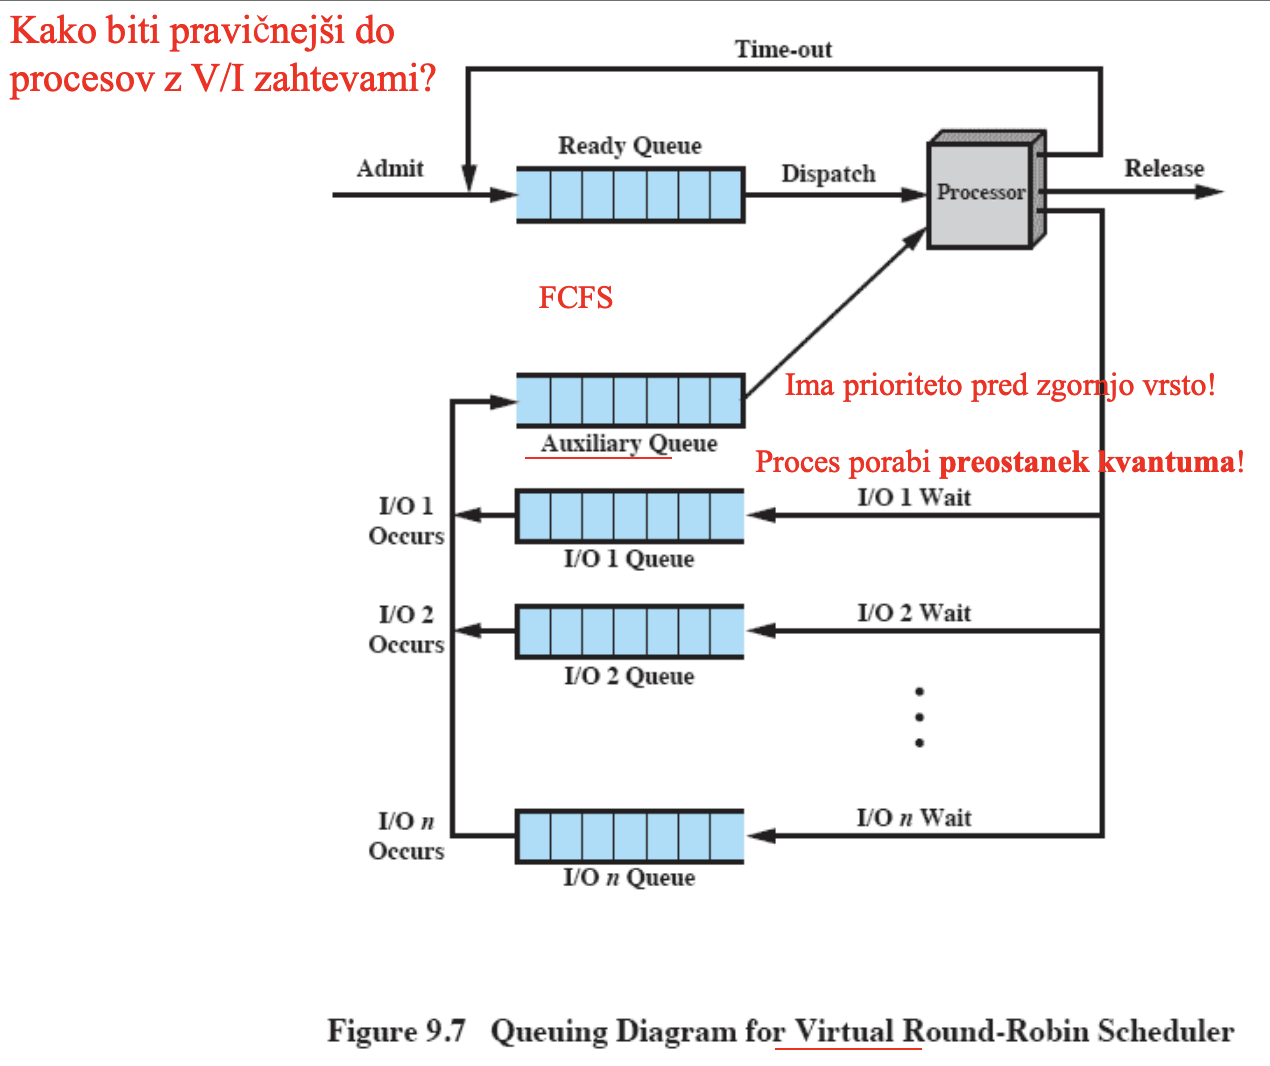 Kako biti pravičnejši do
procesov z V/I zahtevami?
Time-out
Ready Queue
Admit
Dispatch
Processor
Release
FCFS
Ima prioriteto pred zgornjo vrsto!
Auxiliary Queue
Proces porabi preostanek kvantuma!
I/O 1
Occurs
I/O 1 Wait
I/O 1 Queue
I/O 2
Occurs
I/O 2 Wait
I/O 2 Queue
I/O n
Occurs
I/O n Wait
I/O n Queue
Figure 9.7 Queuing Diagram for Virtual Round-Robin Scheduler